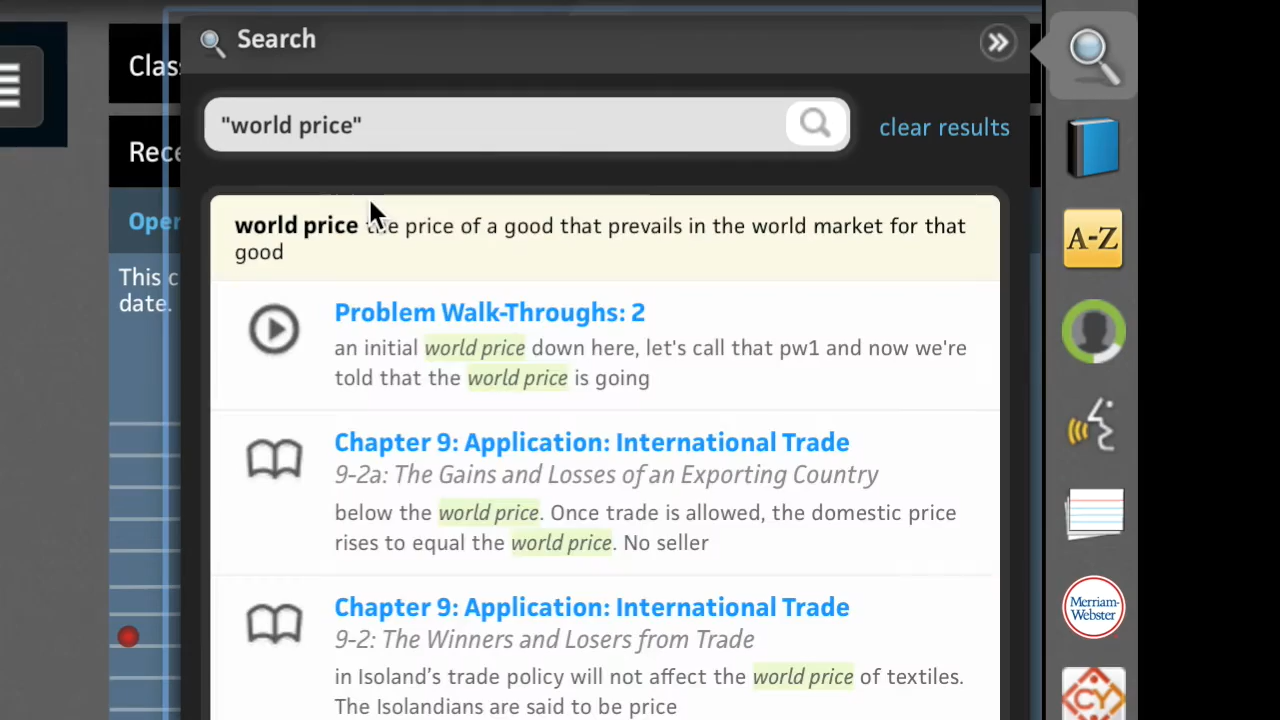 Search
"world price"
clear results
Clas
Rece
Oper
This c
date.
world price the price of a good that prevails in the world market for that
good
Problem Walk-Throughs: 2
an initial world price down here, let's call that pw1 and now we're
told that the world price is going
Chapter 9: Application: International Trade
9-2a: The Gains and Losses of an Exporting Country
below the world price. Once trade is allowed, the domestic price
rises to equal the world price. No seller
Chapter 9: Application: International Trade
9-2: The Winners and Losers from Trade
in Isoland’s trade policy will not affect the world price of textiles.
The Isolandians are said to be price
A-Z
Merriam-
Webster
CY